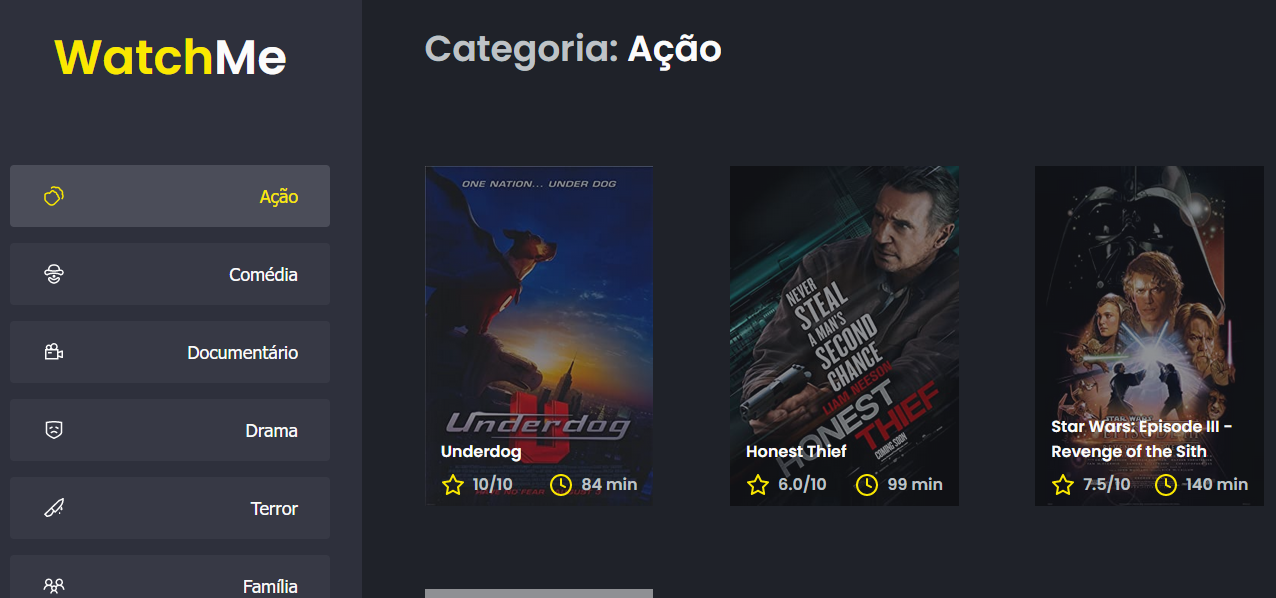 WatchMe
Categoria: Ação
Ação
Comédia
Documentário
Drama
Terror
Família
ONE NATION... UNDER DOG
Underdog
U
Underdog
10/10 84 min
NEVER
STEAL
A MAN'S
SECOND
CHANCE
LIAM NEESON
HONEST
THIEF
COMING SOON
Honest Thief
6.0/10 99 min
STAR WARS
Star Wars: Episode III -
Revenge of the Sith
7.5/10 140 min